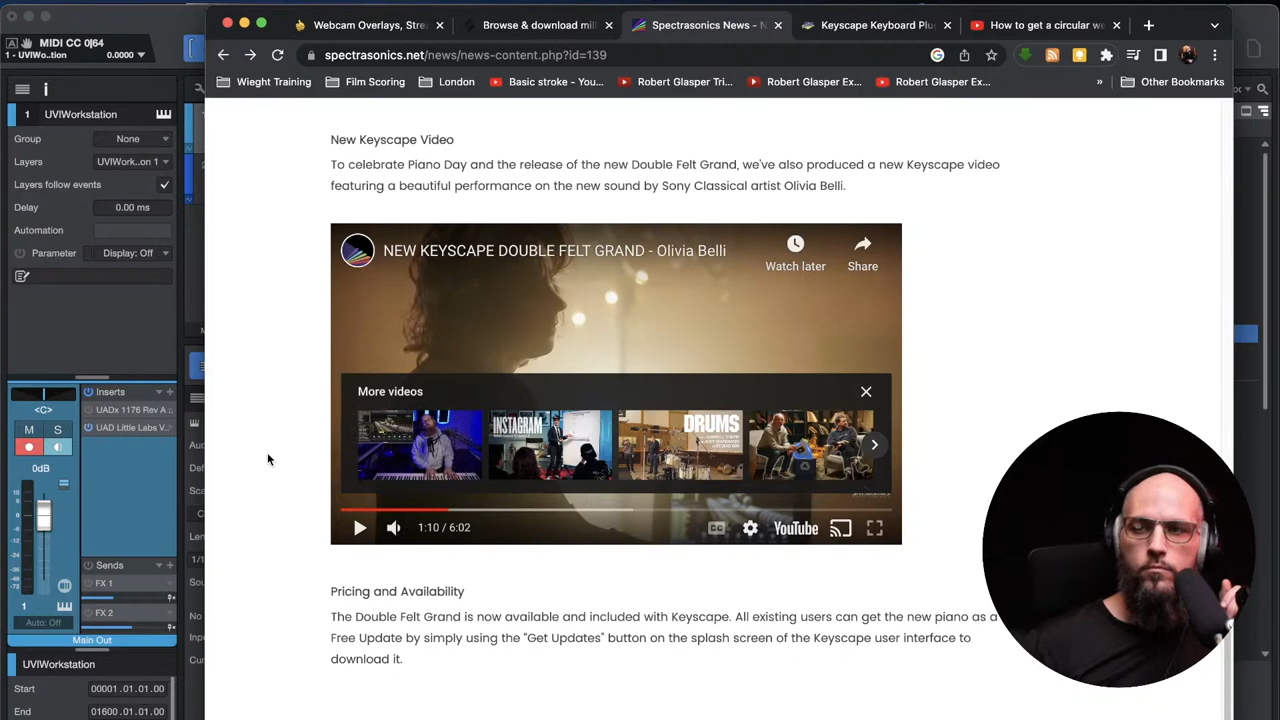 MIDI CC 0|64
1 - UVIWo...tion
0.0000
Webcam Overlays, Stre
Browse & download mill
Spectrasonics News - N
Keyscape Keyboard Plug
How to get a circular we
spectrasonics.net/news/news-content.php?id=139
Wieght Training
Film Scoring
London
Basic stroke - You...
Robert Glasper Tri...
Robert Glasper Ex...
Robert Glasper Ex...
»
Other Bookmarks
1 UVIWorkstation
Group None
Layers UVIWork..on 1
Layers follow events
Delay 0.00 ms
Automation
Parameter Display: Off
New Keyscape Video
To celebrate Piano Day and the release of the new Double Felt Grand, we've also produced a new Keyscape video
featuring a beautiful performance on the new sound by Sony Classical artist Olivia Belli.
NEW KEYSCAPE DOUBLE FELT GRAND - Olivia Belli
Watch later
Share
More videos
INSTAGRAM
DRUMS
1:10 / 6:02
CC
YouTube
Pricing and Availability
The Double Felt Grand is now available and included with Keyscape. All existing users can get the new piano as a
Free Update by simply using the "Get Updates" button on the splash screen of the Keyscape user interface to
download it.
<C>
M S
0dB
Inserts
UADx 1176 Rev A
UAD Little Labs V...
Sends
FX 1
FX 2
1
Auto: Off
Main Out
UVIWorkstation
Start 00001.01.01.00
End 01600.01.01.00